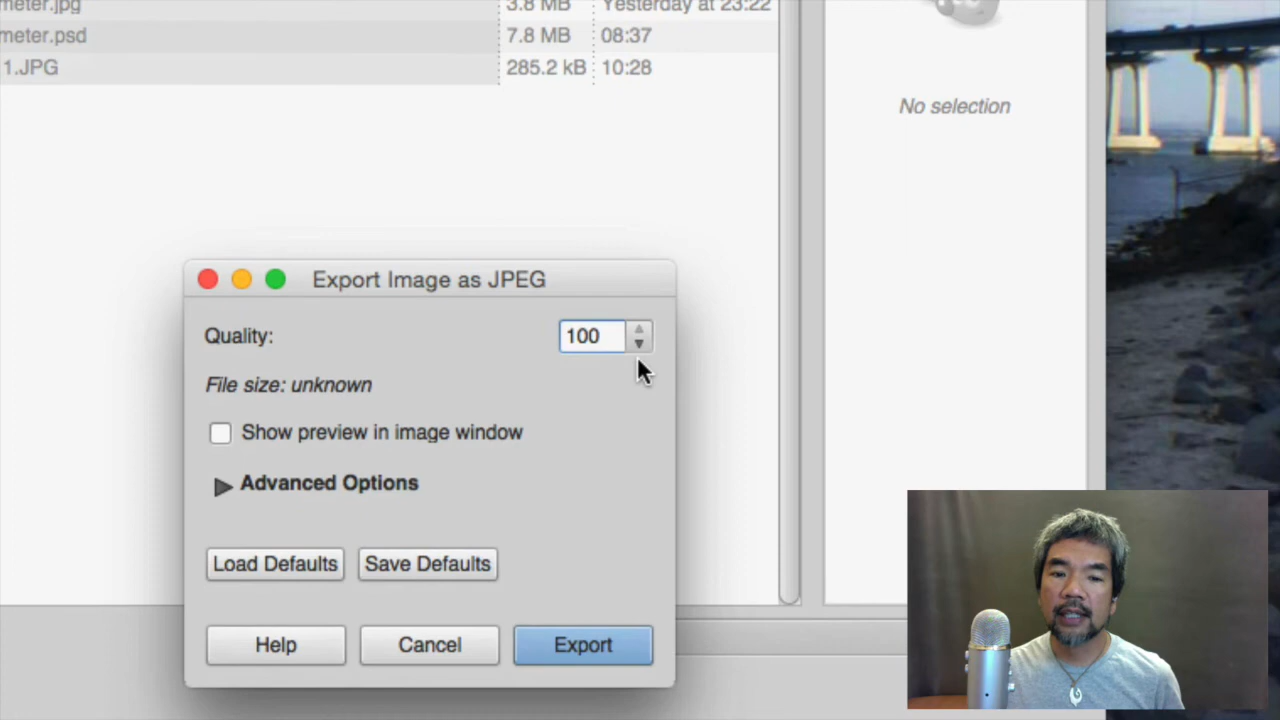 meter.jpg 3.8 MB Yesterday at 23:22
meter.psd 7.8 MB 08:37
1.JPG 285.2 kB 10:28
No selection
Export Image as JPEG
Quality: 100
File size: unknown
Show preview in image window
Advanced Options
Load Defaults Save Defaults
Help Cancel Export